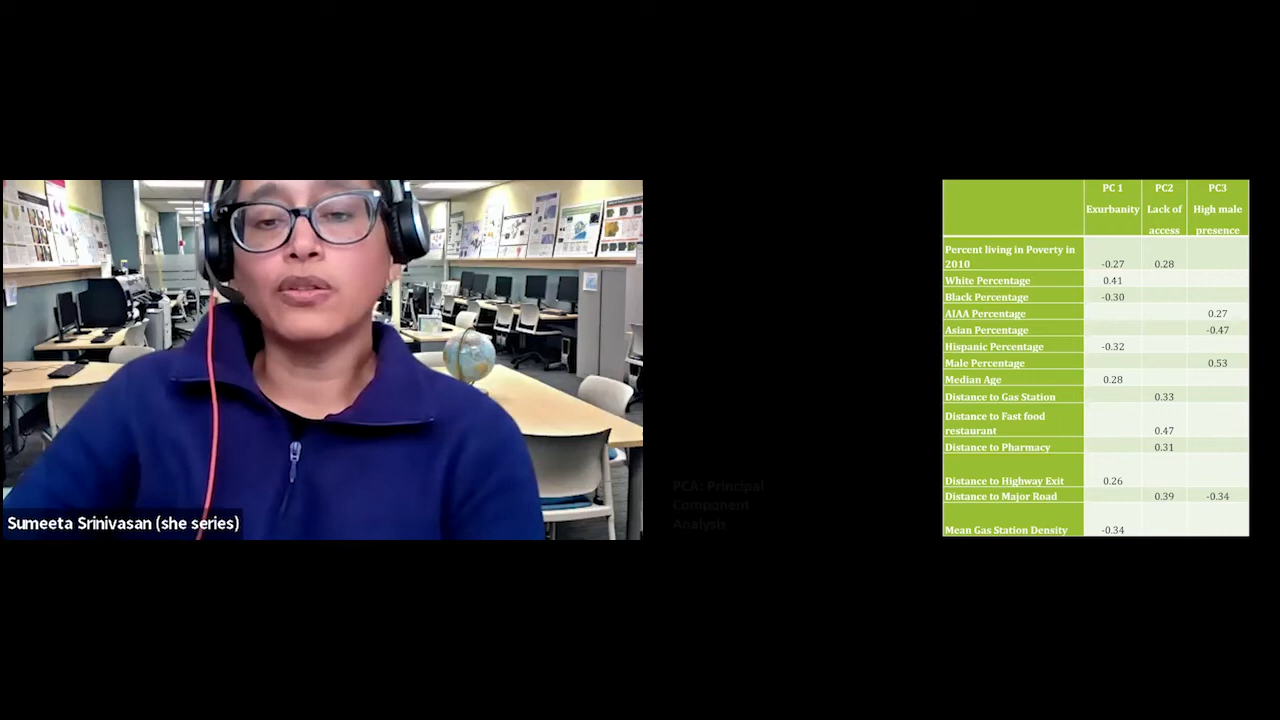 Sumeeta Srinivasan (she series)
PCA: Principal
Component
Analysis
PC 1 PC2 PC3
Exurbanity Lack of High male
access presence
Percent living in Poverty in
2010 -0.27 0.28
White Percentage 0.41
Black Percentage -0.30
AIAA Percentage 0.27
Asian Percentage -0.47
Hispanic Percentage -0.32
Male Percentage 0.53
Median Age 0.28
Distance to Gas Station 0.33
Distance to Fast food
restaurant 0.47
Distance to Pharmacy 0.31
Distance to Highway Exit 0.26
Distance to Major Road 0.39 -0.34
Mean Gas Station Density -0.34